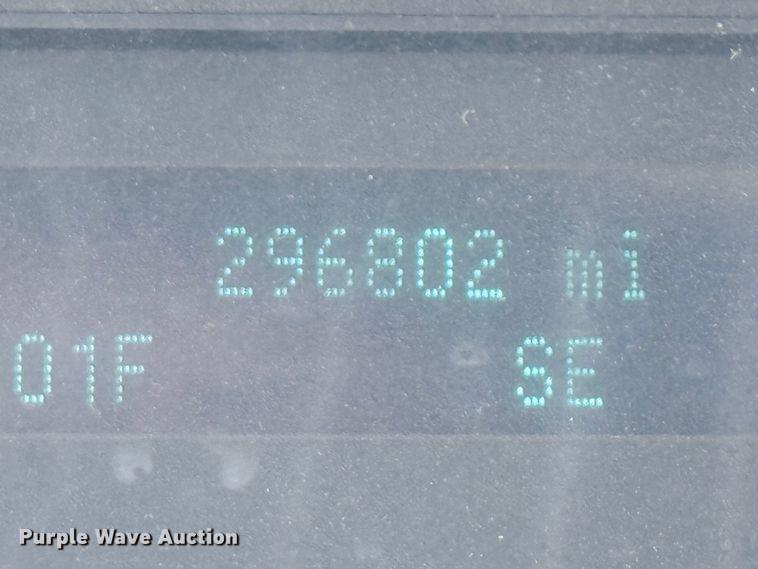 296802 mi
01F SE
Purple Wave Auction